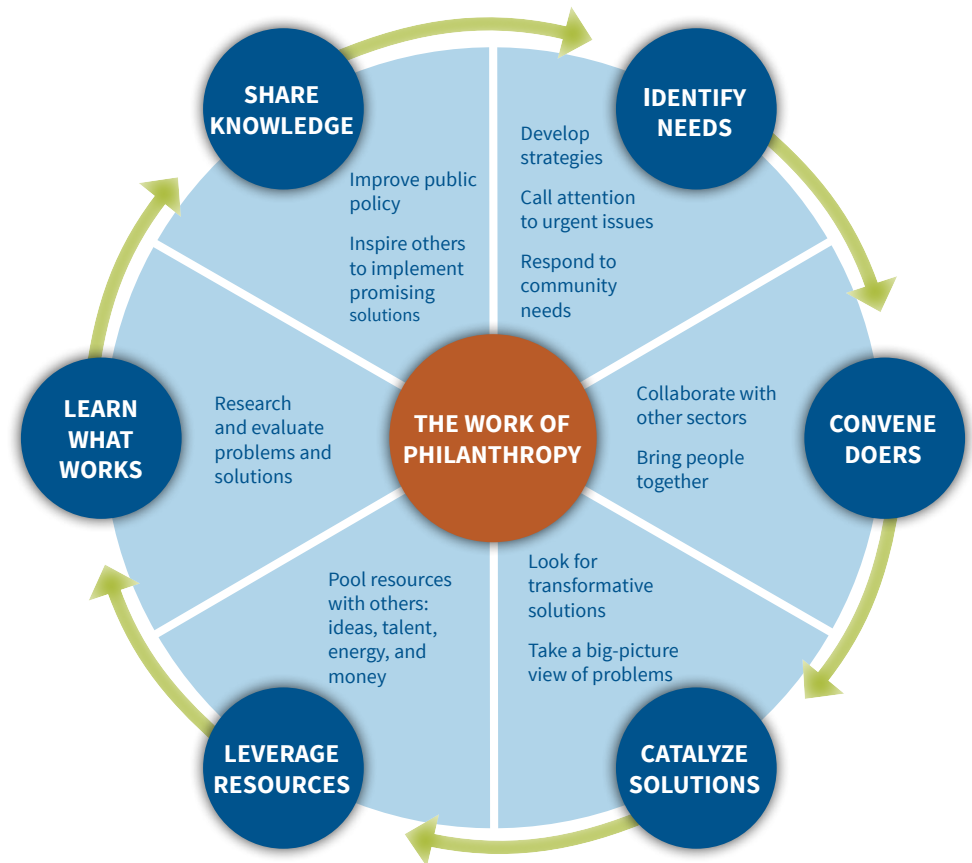 THE WORK OF
PHILANTHROPY
IDENTIFY
NEEDS
Develop
strategies
Call attention
to urgent issues
Respond to
community
needs
CONVENE
DOERS
Collaborate with
other sectors
Bring people
together
CATALYZE
SOLUTIONS
Look for
transformative
solutions
Take a big-picture
view of problems
LEVERAGE
RESOURCES
Pool resources
with others:
ideas, talent,
energy, and
money
LEARN
WHAT
WORKS
Research
and evaluate
problems and
solutions
SHARE
KNOWLEDGE
Improve public
policy
Inspire others
to implement
promising
solutions